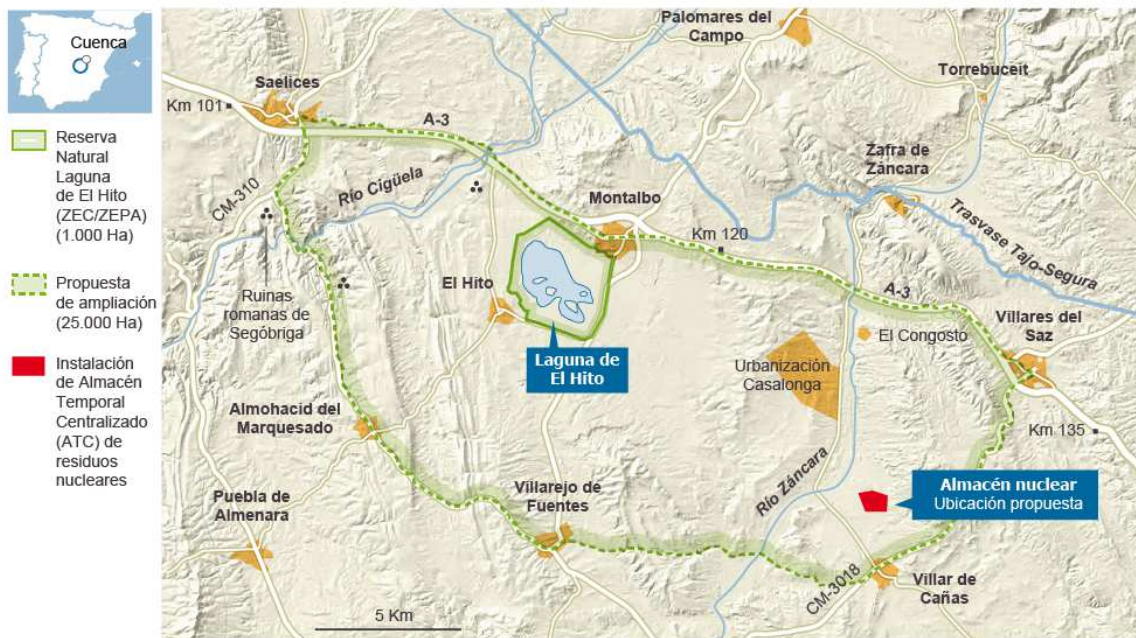 Cuenca
Reserva
Natural
Laguna
de El Hito
(ZEC/ZEPA)
(1.000 Ha)
Propuesta
de ampliación
(25.000 Ha)
Instalación
de Almacén
Temporal
Centralizado
(ATC) de
residuos
nucleares
Palomares del
Campo
Torrebuceit
Saelices
Km 101
A-3
Zafra de
Záncara
Río Cigüela
CM-310
Montalbo
Km 120
Trasvase Tajo-Segura
El Hito
Ruinas
romanas de
Segóbriga
A-3
Villares del
Saz
El Congosto
Laguna de
El Hito
Urbanización
Casalonga
Almohacid del
Marquesado
Km 135
Almacén nuclear
Ubicación propuesta
Puebla de
Almenara
Villarejo de
Fuentes
Río Záncara
CM-3018
Villar de
Cañas
5 Km